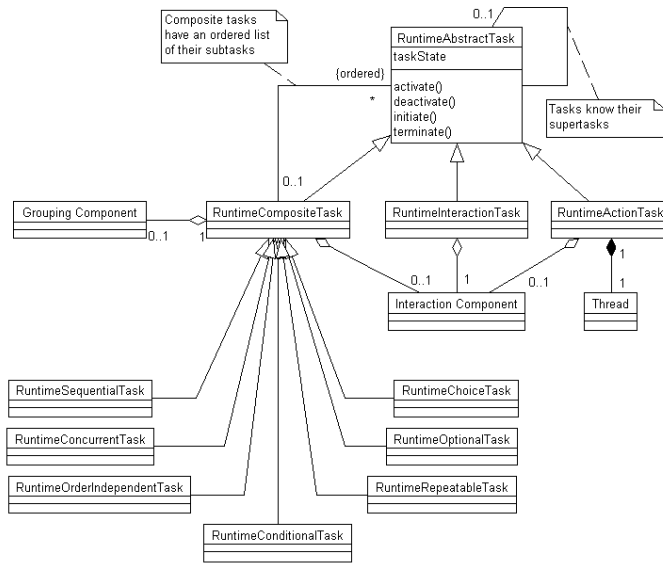 Composite tasks
have an ordered list
of their subtasks
0..1
RuntimeAbstractTask
taskState
activate()
deactivate()
initiate()
terminate()
{ordered}
*
Tasks know their
supertasks
0..1
Grouping Component
0..1
1
RuntimeCompositeTask
RuntimeInteractionTask
RuntimeActionTask
0..1
1
0..1
1
1
Interaction Component
Thread
RuntimeSequentialTask
RuntimeChoiceTask
RuntimeConcurrentTask
RuntimeOptionalTask
RuntimeOrderIndependentTask
RuntimeRepeatableTask
RuntimeConditionalTask